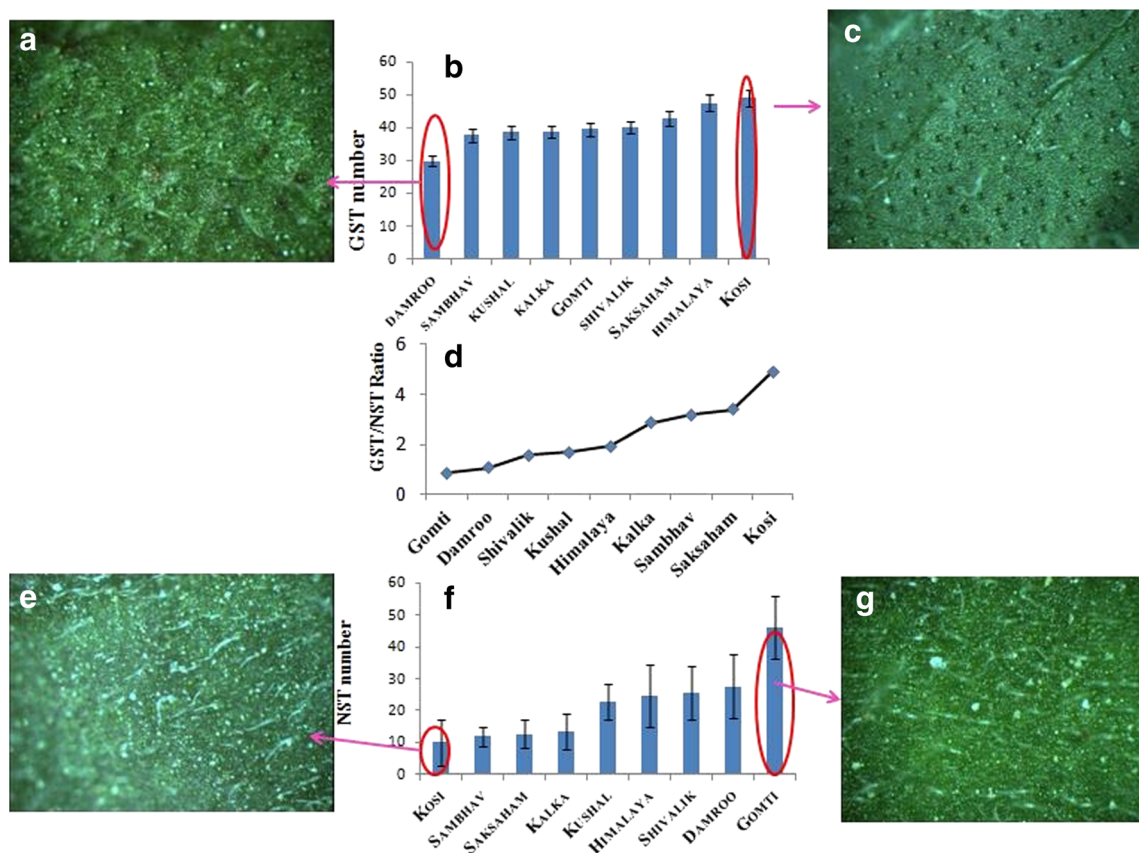 a
b
c
GST number
60
50
40
30
20
10
0
DAMROO
SAMBHAV
KUSHAL
KALKA
GOMTI
SHIVALIK
SAKSAHAM
HIMALAYA
KOSI
d
GST/NST Ratio
6
4
2
0
Gomti
Damroo
Shivalik
Kushal
Himalaya
Kalka
Sambhav
Saksaham
Kosi
e
f
g
NST number
60
50
40
30
20
10
0
KOSI
SAMBHAV
SAKSAHAM
KALKA
KUSHAL
HIMALAYA
SHIVALIK
DAMROO
GOMTI